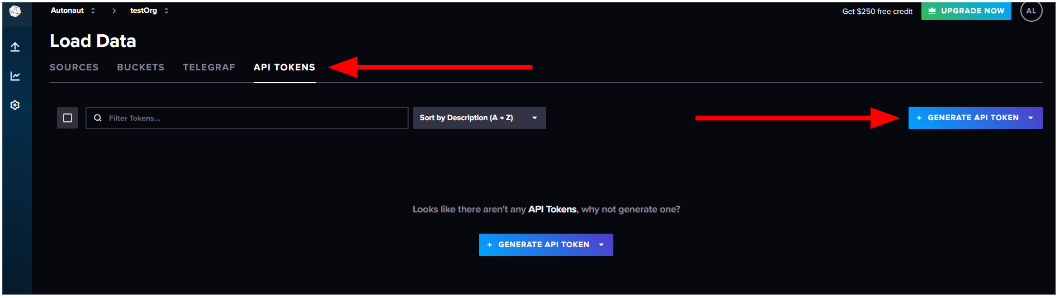 Autonaut > testOrg Get $250 free credit UPGRADE NOW AL
Load Data
SOURCES BUCKETS TELEGRAF API TOKENS
Filter Tokens... Sort by Description (A → Z) + GENERATE API TOKEN
Looks like there aren't any API Tokens, why not generate one?
+ GENERATE API TOKEN